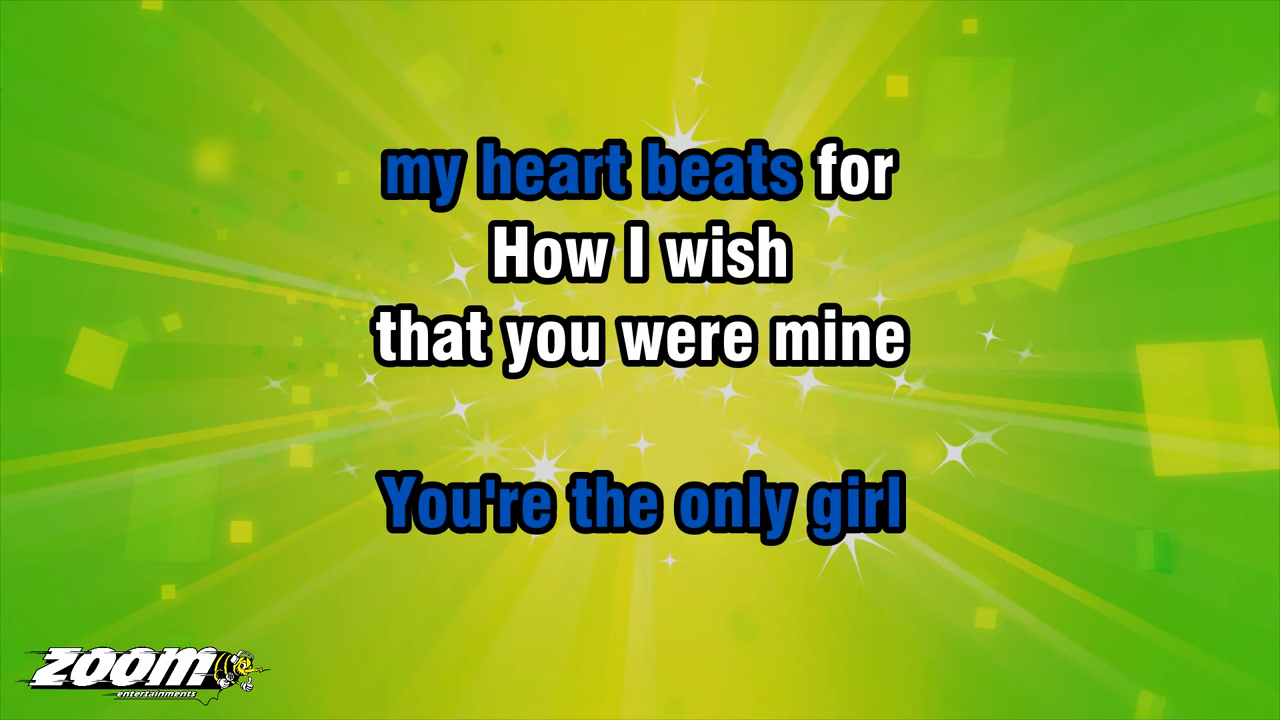 my heart beats for
How I wish
that you were mine
You're the only girl
ZOOM
entertainments